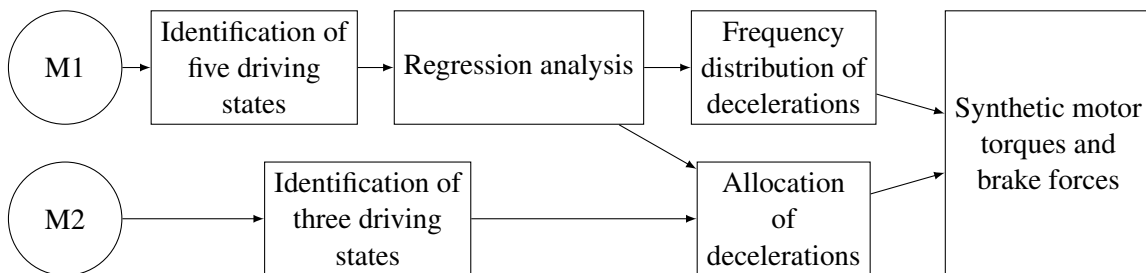 M1
Identification of
five driving
states
Regression analysis
Frequency
distribution of
decelerations
Synthetic motor
torques and
brake forces
M2
Identification of
three driving
states
Allocation
of
decelerations